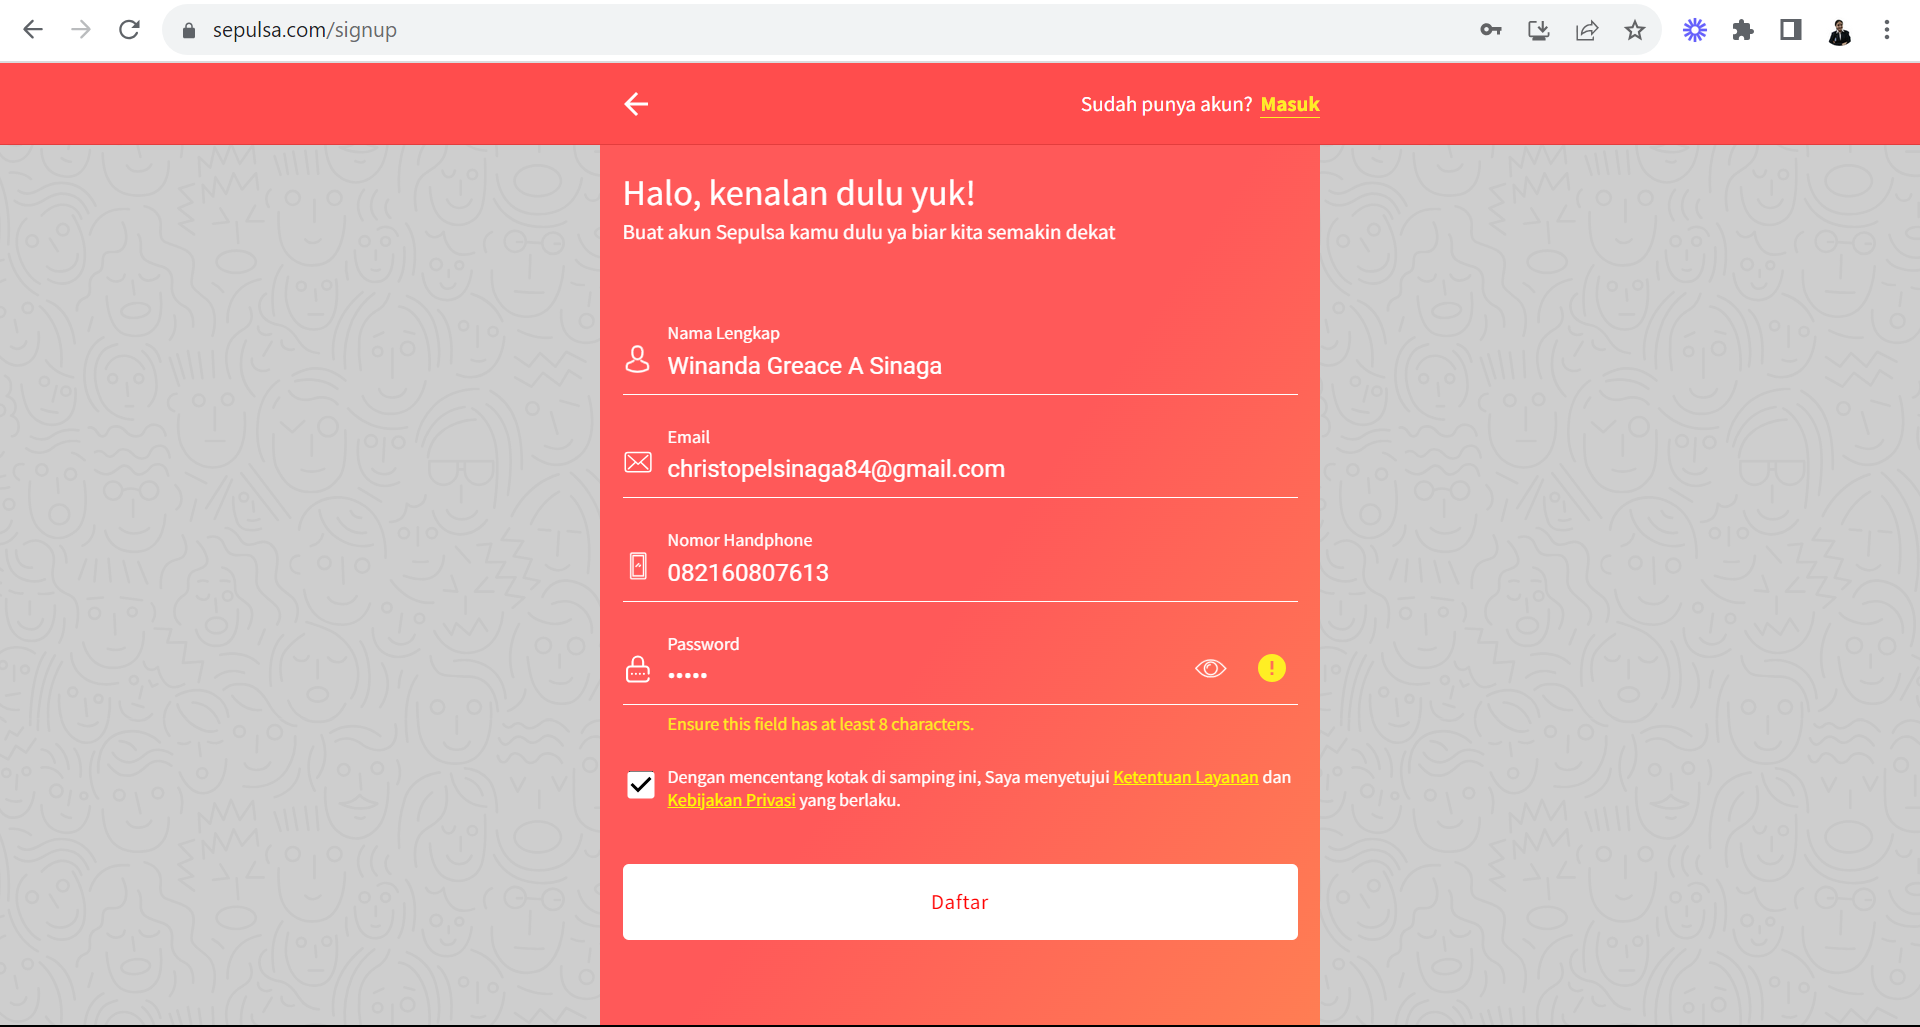 sepulsa.com/signup
Sudah punya akun? Masuk
Halo, kenalan dulu yuk!
Buat akun Sepulsa kamu dulu ya biar kita semakin dekat
Nama Lengkap
Winanda Greace A Sinaga
Email
christopelsinaga84@gmail.com
Nomor Handphone
082160807613
Password
•••••
Ensure this field has at least 8 characters.
Dengan mencentang kotak di samping ini, Saya menyetujui Ketentuan Layanan dan
Kebijakan Privasi yang berlaku.
Daftar